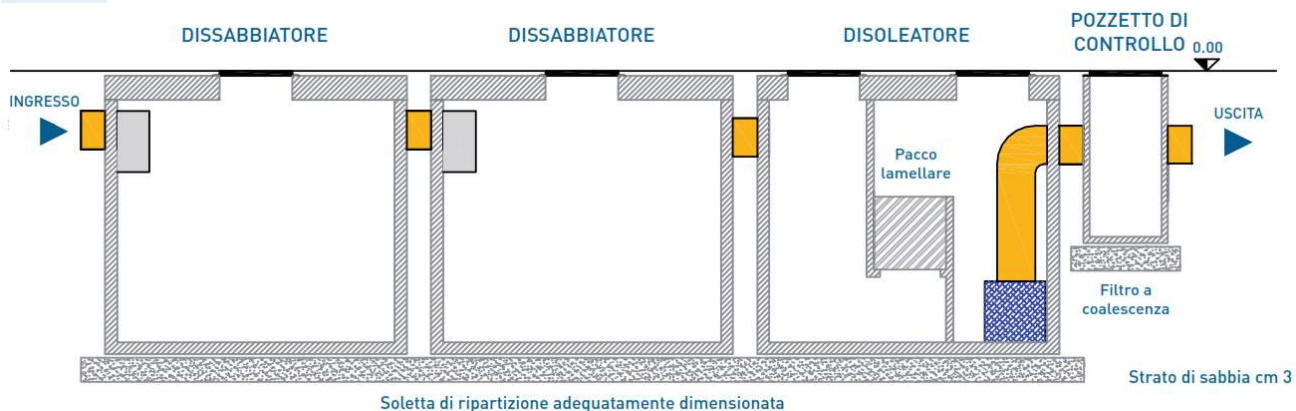 DISSABBIATORE
DISSABBIATORE
DISOLEATORE
POZZETTO DI
CONTROLLO
0.00
INGRESSO
USCITA
Pacco
lamellare
Filtro a
coalescenza
Strato di sabbia cm 3
Soletta di ripartizione adeguatamente dimensionata